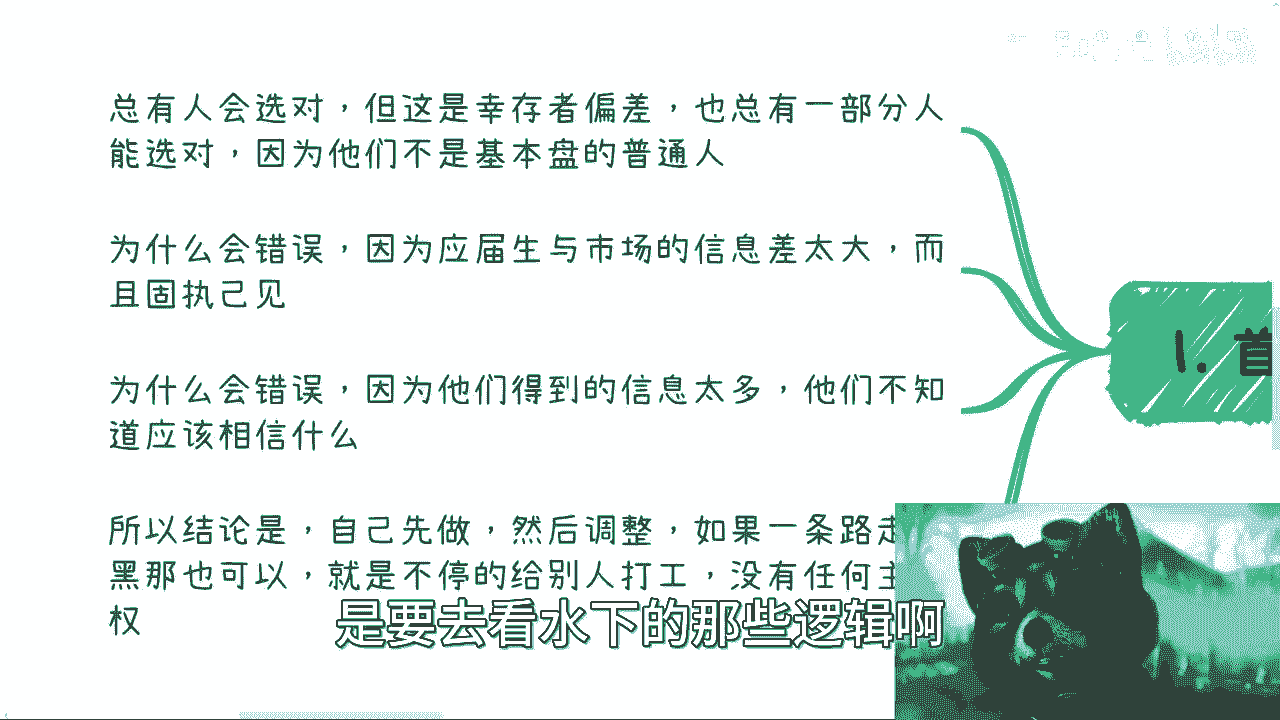 总有人会选对，但这是幸存者偏差，也总有一部分人
能选对，因为他们不是基本盘的普通人
为什么会错误，因为应届生与市场的信息差太大，而
且固执己见
为什么会错误，因为他们得到的信息太多，他们不知
道应该相信什么
所以结论是，自己先做，然后调整，如果一条路走
黑那也可以，就是不停的给别人打工，没有任何主
权
1. 首
是要去看水下的那些逻辑啊